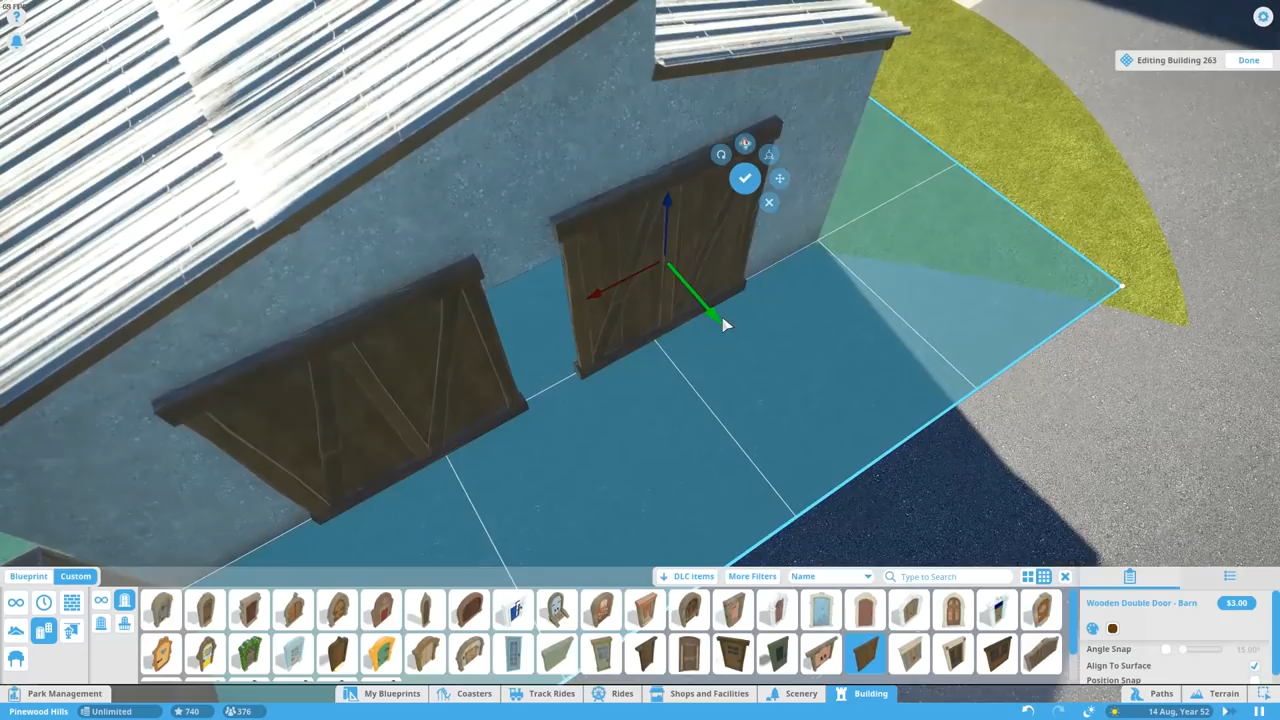 69 FPS
?
Editing Building 263 Done
Blueprint Custom
DLC items More Filters Name Type to Search
Wooden Double Door - Barn $3.00
Angle Snap 15.00°
Align To Surface
Position Snap
Park Management My Blueprints Coasters Track Rides Rides Shops and Facilities Scenery Building Paths Terrain
Pinewood Hills Unlimited 740 376 14 Aug, Year 52